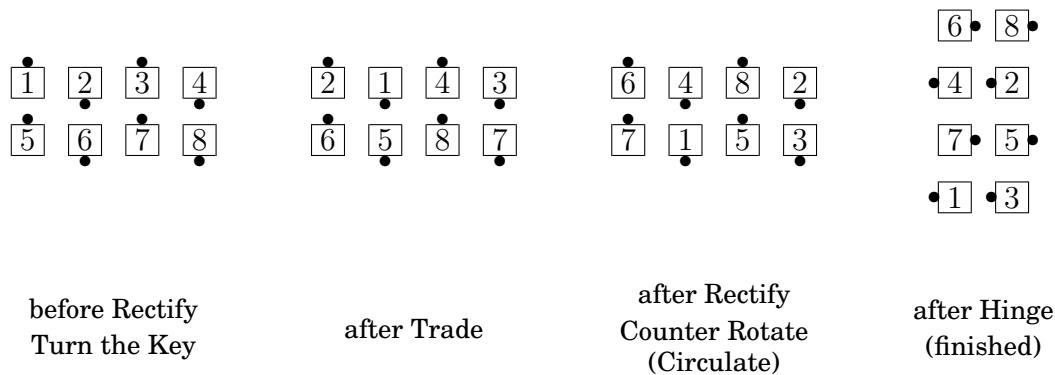 6 8
1 2 3 4 2 1 4 3 6 4 8 2 4 2
5 6 7 8 6 5 8 7 7 1 5 3 7 5
1 3
before Rectify
Turn the Key
after Trade
after Rectify
Counter Rotate
(Circulate)
after Hinge
(finished)